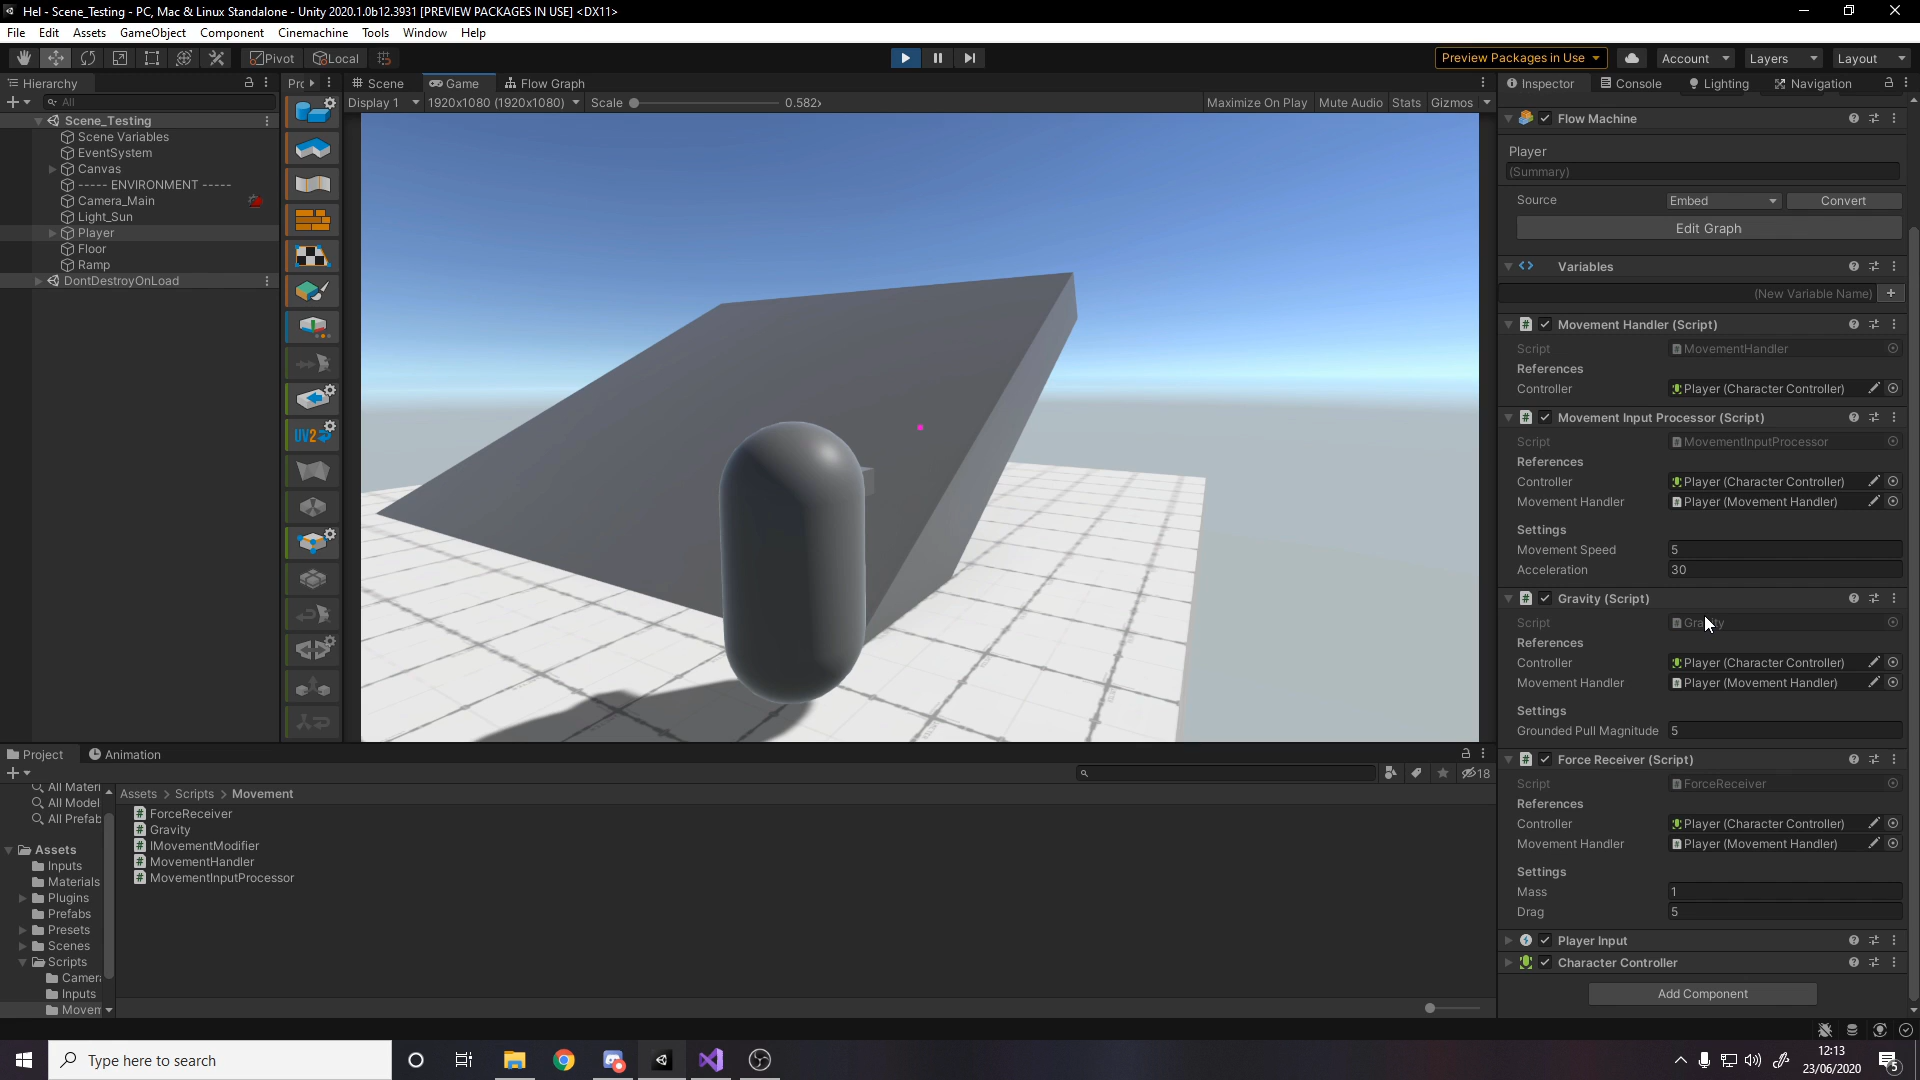 Hel - Scene_Testing - PC, Mac & Linux Standalone - Unity 2020.1.0b12.3931 [PREVIEW PACKAGES IN USE] <DX11>
File Edit Assets GameObject Component Cinemachine Tools Window Help
Pivot Local Preview Packages in Use Account Layers Layout
Hierarchy Pro Scene Game Flow Graph Inspector Console Lighting Navigation
All Display 1 1920x1080 (1920x1080) Scale 0.582x Maximize On Play Mute Audio Stats Gizmos
Scene_Testing
Scene Variables
EventSystem
Canvas
----- ENVIRONMENT -----
Camera_Main
Light_Sun
Player
Floor
Ramp
DontDestroyOnLoad
UV2
Flow Machine
Player
(Summary)
Source Embed Convert
Edit Graph
Variables
(New Variable Name)
Movement Handler (Script)
Script MovementHandler
References
Controller Player (Character Controller)
Movement Input Processor (Script)
Script MovementInputProcessor
References
Controller Player (Character Controller)
Movement Handler Player (Movement Handler)
Settings
Movement Speed 5
Acceleration 30
Gravity (Script)
Script Gravity
References
Controller Player (Character Controller)
Movement Handler Player (Movement Handler)
Settings
Grounded Pull Magnitude 5
Force Receiver (Script)
Script ForceReceiver
References
Controller Player (Character Controller)
Movement Handler Player (Movement Handler)
Settings
Mass 1
Drag 5
Player Input
Character Controller
Add Component
Project Animation
18
All Materi
All Model
All Prefab
Assets
Inputs
Materials
Plugins
Prefabs
Presets
Scenes
Scripts
Camer
Inputs
Movem
Assets > Scripts > Movement
ForceReceiver
Gravity
IMovementModifier
MovementHandler
MovementInputProcessor
Type here to search
12:13
23/06/2020
5